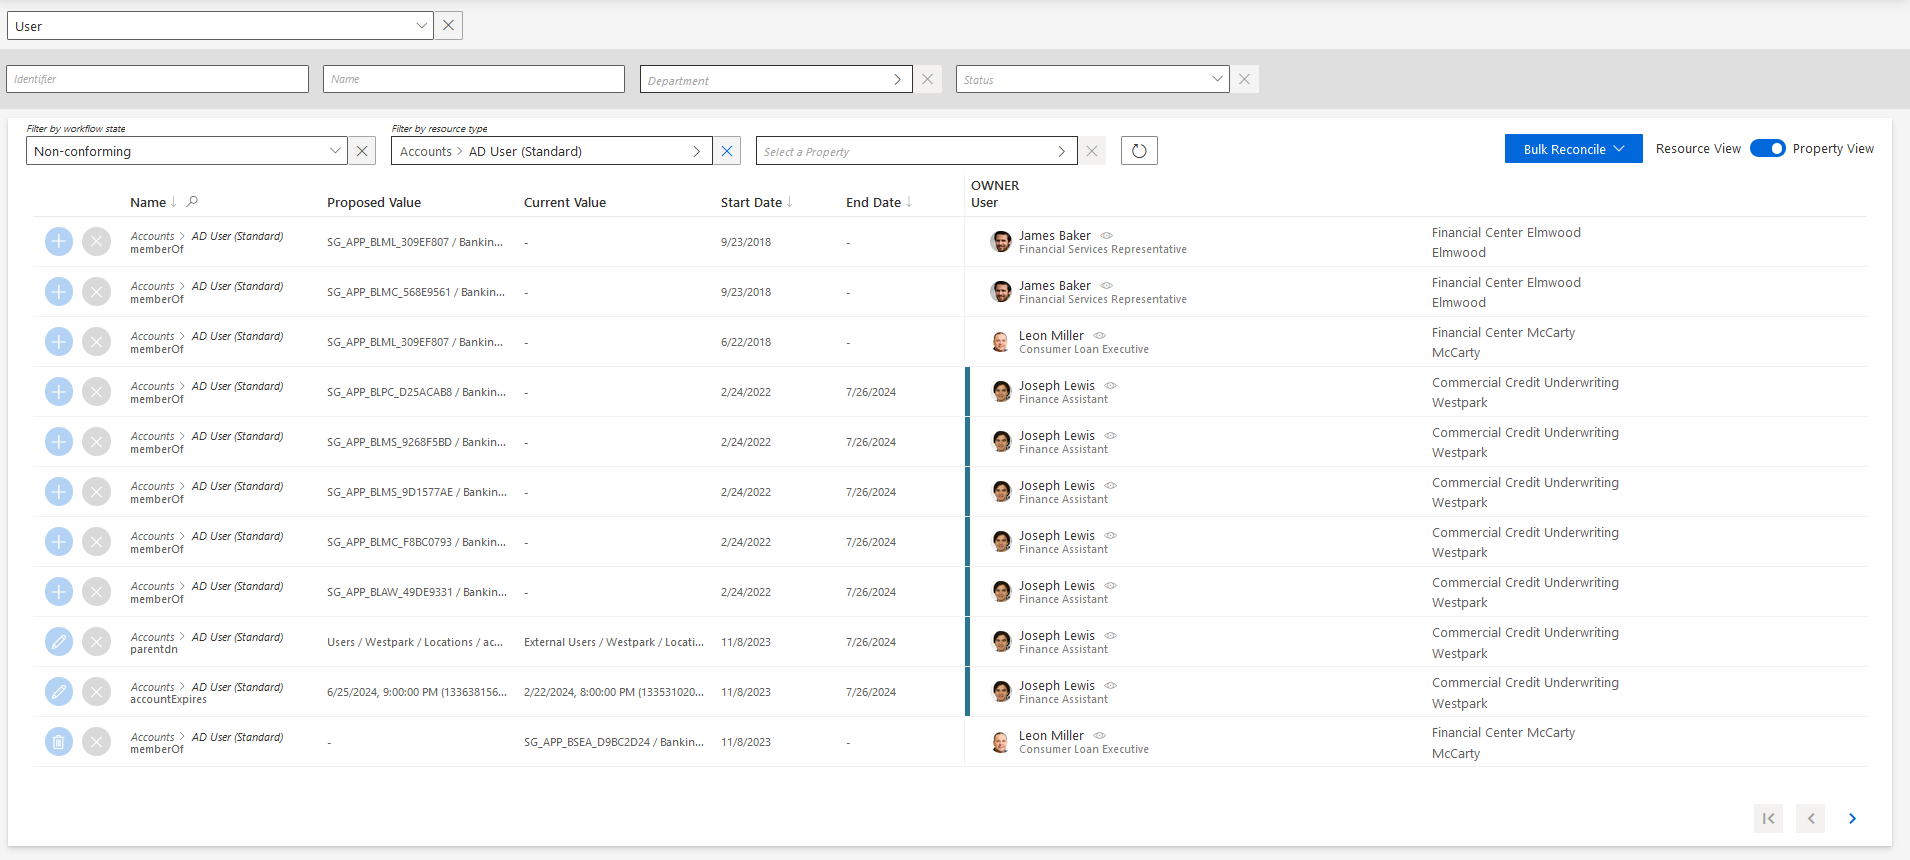 User
Identifier
Name
Department
Status
Filter by workflow state
Filter by resource type
Non-conforming
Accounts > AD User (Standard)
Select a Property
Bulk Reconcile
Resource View
Property View
OWNER
Name
Proposed Value
Current Value
Start Date
End Date
User
Accounts > AD User (Standard)
memberOf
SG_APP_BLML_309EF807 / Bankin...
-
9/23/2018
-
James Baker
Financial Services Representative
Financial Center Elmwood
Elmwood
Accounts > AD User (Standard)
memberOf
SG_APP_BLMC_568E9561 / Bankin...
-
9/23/2018
-
James Baker
Financial Services Representative
Financial Center Elmwood
Elmwood
Accounts > AD User (Standard)
memberOf
SG_APP_BLML_309EF807 / Bankin...
-
6/22/2018
-
Leon Miller
Consumer Loan Executive
Financial Center McCarty
McCarty
Accounts > AD User (Standard)
memberOf
SG_APP_BLPC_D25ACAB8 / Bankin...
-
2/24/2022
7/26/2024
Joseph Lewis
Finance Assistant
Commercial Credit Underwriting
Westpark
Accounts > AD User (Standard)
memberOf
SG_APP_BLMS_9268F5BD / Bankin...
-
2/24/2022
7/26/2024
Joseph Lewis
Finance Assistant
Commercial Credit Underwriting
Westpark
Accounts > AD User (Standard)
memberOf
SG_APP_BLMS_9D1577AE / Bankin...
-
2/24/2022
7/26/2024
Joseph Lewis
Finance Assistant
Commercial Credit Underwriting
Westpark
Accounts > AD User (Standard)
memberOf
SG_APP_BLMC_F8BC0793 / Bankin...
-
2/24/2022
7/26/2024
Joseph Lewis
Finance Assistant
Commercial Credit Underwriting
Westpark
Accounts > AD User (Standard)
memberOf
SG_APP_BLAW_49DE9331 / Bankin...
-
2/24/2022
7/26/2024
Joseph Lewis
Finance Assistant
Commercial Credit Underwriting
Westpark
Accounts > AD User (Standard)
parentdn
Users / Westpark / Locations / ac...
External Users / Westpark / Locati...
11/8/2023
7/26/2024
Joseph Lewis
Finance Assistant
Commercial Credit Underwriting
Westpark
Accounts > AD User (Standard)
accountExpires
6/25/2024, 9:00:00 PM (133638156...
2/22/2024, 8:00:00 PM (133531020...
11/8/2023
7/26/2024
Joseph Lewis
Finance Assistant
Commercial Credit Underwriting
Westpark
Accounts > AD User (Standard)
memberOf
-
SG_APP_BSEA_D9BC2D24 / Bankin...
11/8/2023
-
Leon Miller
Consumer Loan Executive
Financial Center McCarty
McCarty